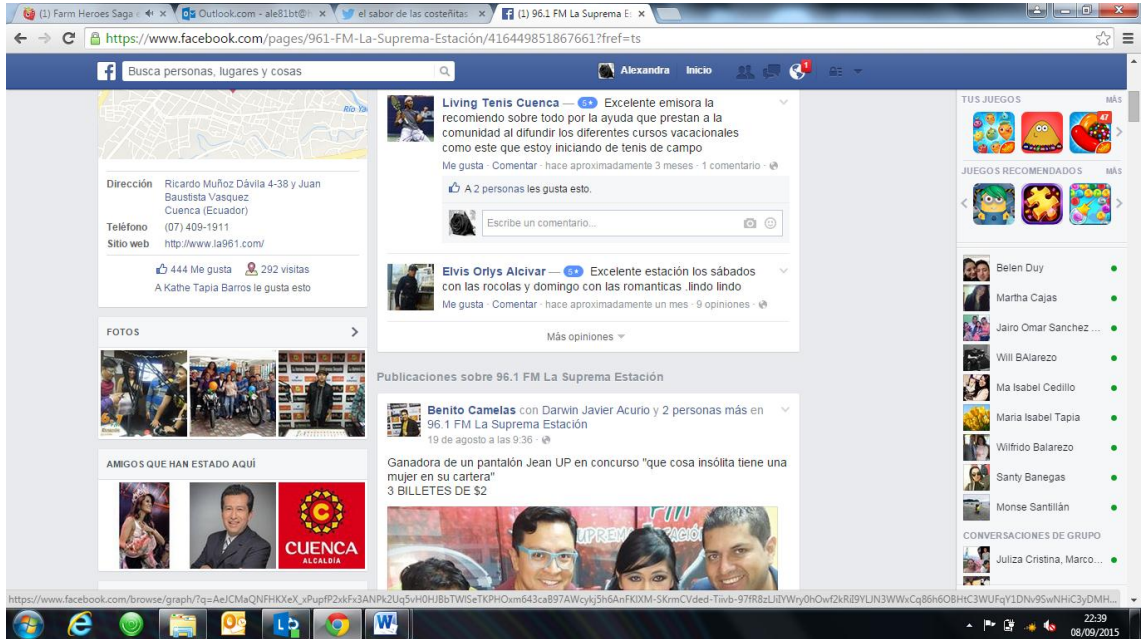 (1) Farm Heroes Saga e
Outlook.com - ale81bt@h
el sabor de las costeñitas
(1) 96.1 FM La Suprema E
https://www.facebook.com/pages/961-FM-La-Suprema-Estación/416449851867661?fref=ts
Busca personas, lugares y cosas
Alexandra Inicio
1
Dirección Ricardo Muñoz Dávila 4-38 y Juan
Baustista Vasquez
Cuenca (Ecuador)
Teléfono (07) 409-1911
Sitio web http://www.la961.com/
444 Me gusta 292 visitas
A Kathe Tapia Barros le gusta esto
FOTOS
AMIGOS QUE HAN ESTADO AQUÍ
CUENCA
ALCALDÍA
Living Tenis Cuenca — 5★ Excelente emisora la
recomiendo sobre todo por la ayuda que prestan a la
comunidad al difundir los diferentes cursos vacacionales
como este que estoy iniciando de tenis de campo
Me gusta · Comentar · hace aproximadamente 3 meses · 1 comentario ·
A 2 personas les gusta esto.
Escribe un comentario...
Elvis Orlys Alcivar — 5★ Excelente estación los sábados
con las rocolas y domingo con las romanticas .lindo lindo
Me gusta · Comentar · hace aproximadamente un mes · 9 opiniones ·
Más opiniones
Publicaciones sobre 96.1 FM La Suprema Estación
Benito Camelas con Darwin Javier Acurio y 2 personas más en
96.1 FM La Suprema Estación
19 de agosto a las 9:36 ·
Ganadora de un pantalón Jean UP en concurso "que cosa insólita tiene una
mujer en su cartera"
3 BILLETES DE $2
TUS JUEGOS MÁS
47
JUEGOS RECOMENDADOS MÁS
Belen Duy
Martha Cajas
Jairo Omar Sanchez ...
Will BAlarezo
Ma Isabel Cedillo
Maria Isabel Tapia
Wilfrido Balarezo
Santy Banegas
Monse Santillán
CONVERSACIONES DE GRUPO
Juliza Cristina, Marco...
22:39
08/09/2015